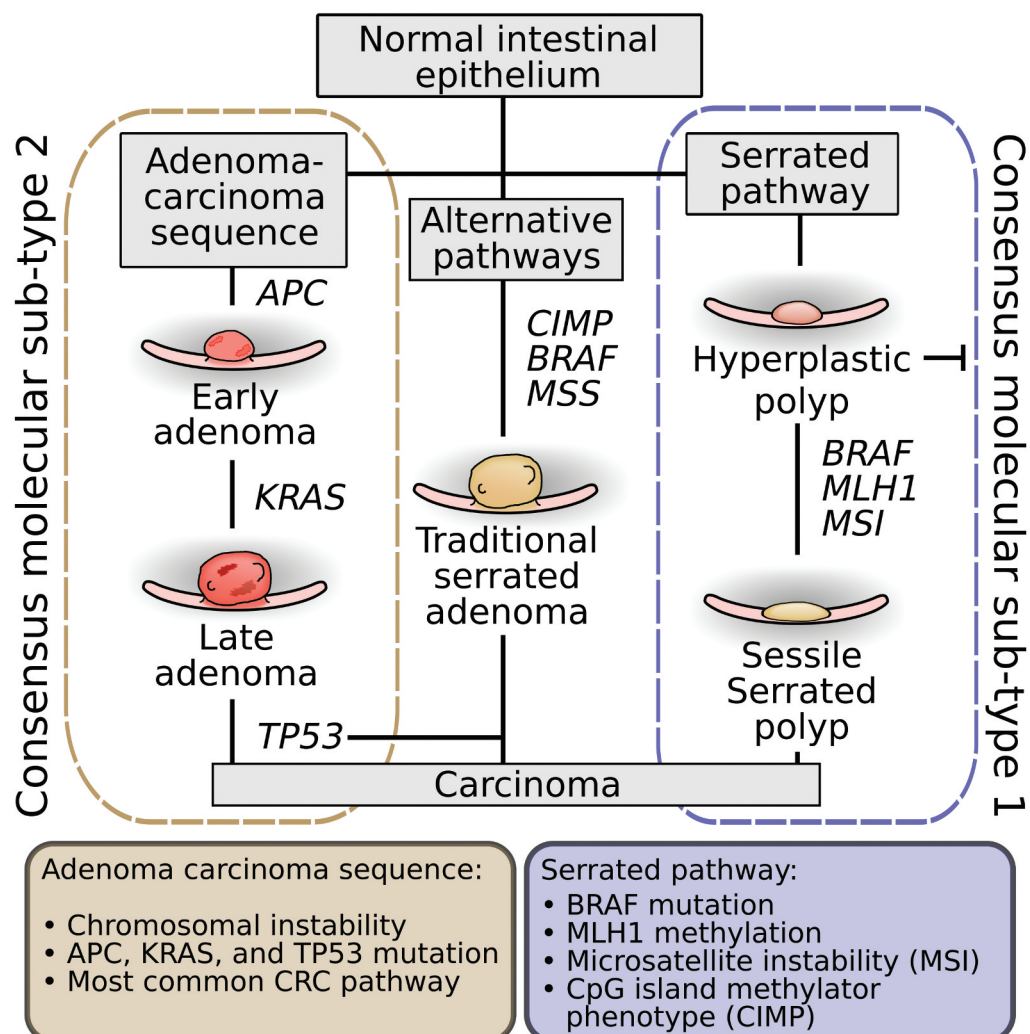 Normal intestinal
epithelium
Consensus molecular sub-type 2
Adenoma-
carcinoma
sequence
APC
Early
adenoma
KRAS
Late
adenoma
TP53
Alternative
pathways
CIMP
BRAF
MSS
Traditional
serrated
adenoma
Serrated
pathway
Hyperplastic
polyp
BRAF
MLH1
MSI
Sessile
Serrated
polyp
Consensus molecular sub-type 1
Carcinoma
Adenoma carcinoma sequence:
• Chromosomal instability
• APC, KRAS, and TP53 mutation
• Most common CRC pathway
Serrated pathway:
• BRAF mutation
• MLH1 methylation
• Microsatellite instability (MSI)
• CpG island methylator
phenotype (CIMP)